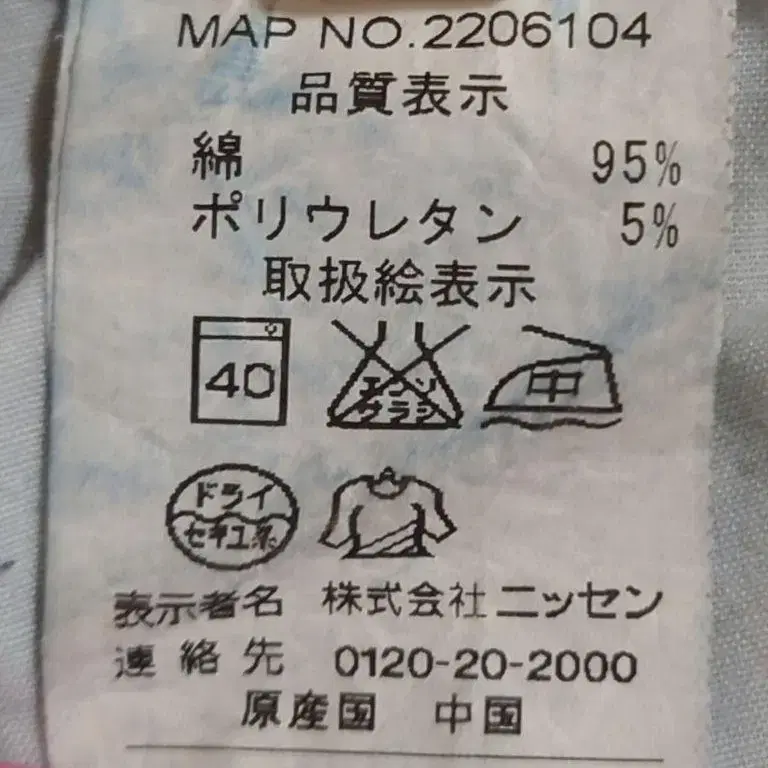 MAP NO.2206104
品質表示
綿 95%
ポリウレタン 5%
取扱絵表示
40
エンソ
サラシ
中
ドライ
セキユ系
表示者名 株式会社ニッセン
連絡先 0120-20-2000
原産国 中国